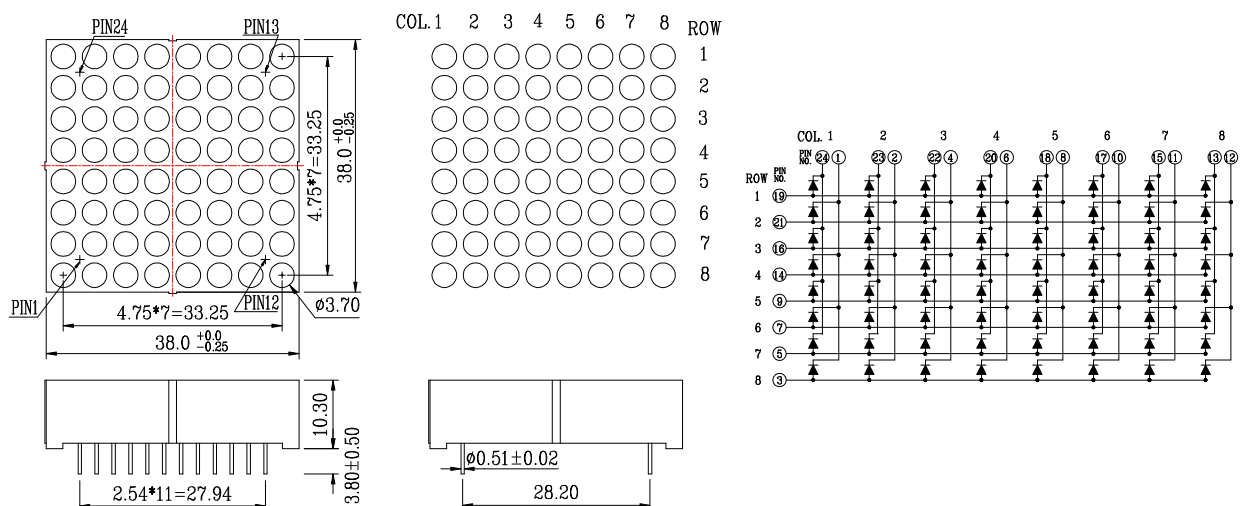 PIN24
PIN13
4.75*7=33.25
38.0 +0.0 -0.25
PIN1
PIN12
ø3.70
4.75*7=33.25
38.0 +0.0 -0.25
10.30
3.80±0.50
2.54*11=27.94
COL. 1 2 3 4 5 6 7 8 ROW
1
2
3
4
5
6
7
8
ø0.51±0.02
28.20
COL. 1 2 3 4 5 6 7 8
PIN NO. 24 1 23 2 22 4 20 6 18 8 17 10 15 11 13 12
ROW PIN NO.
1 19
2 21
3 16
4 14
5 9
6 7
7 5
8 3